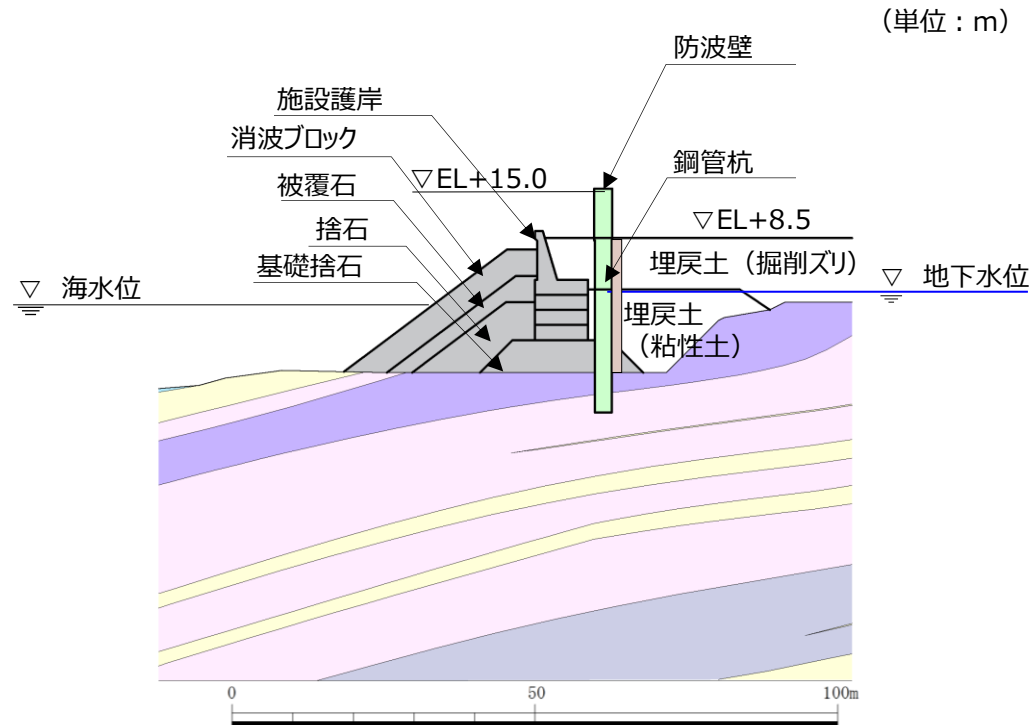 （単位：m）
防波壁
施設護岸
消波ブロック
鋼管杭
▽EL+15.0
被覆石
▽EL+8.5
捨石
基礎捨石
埋戻土（掘削ズリ）
▽ 海水位
▽ 地下水位
埋戻土
（粘性土）
0
50
100m